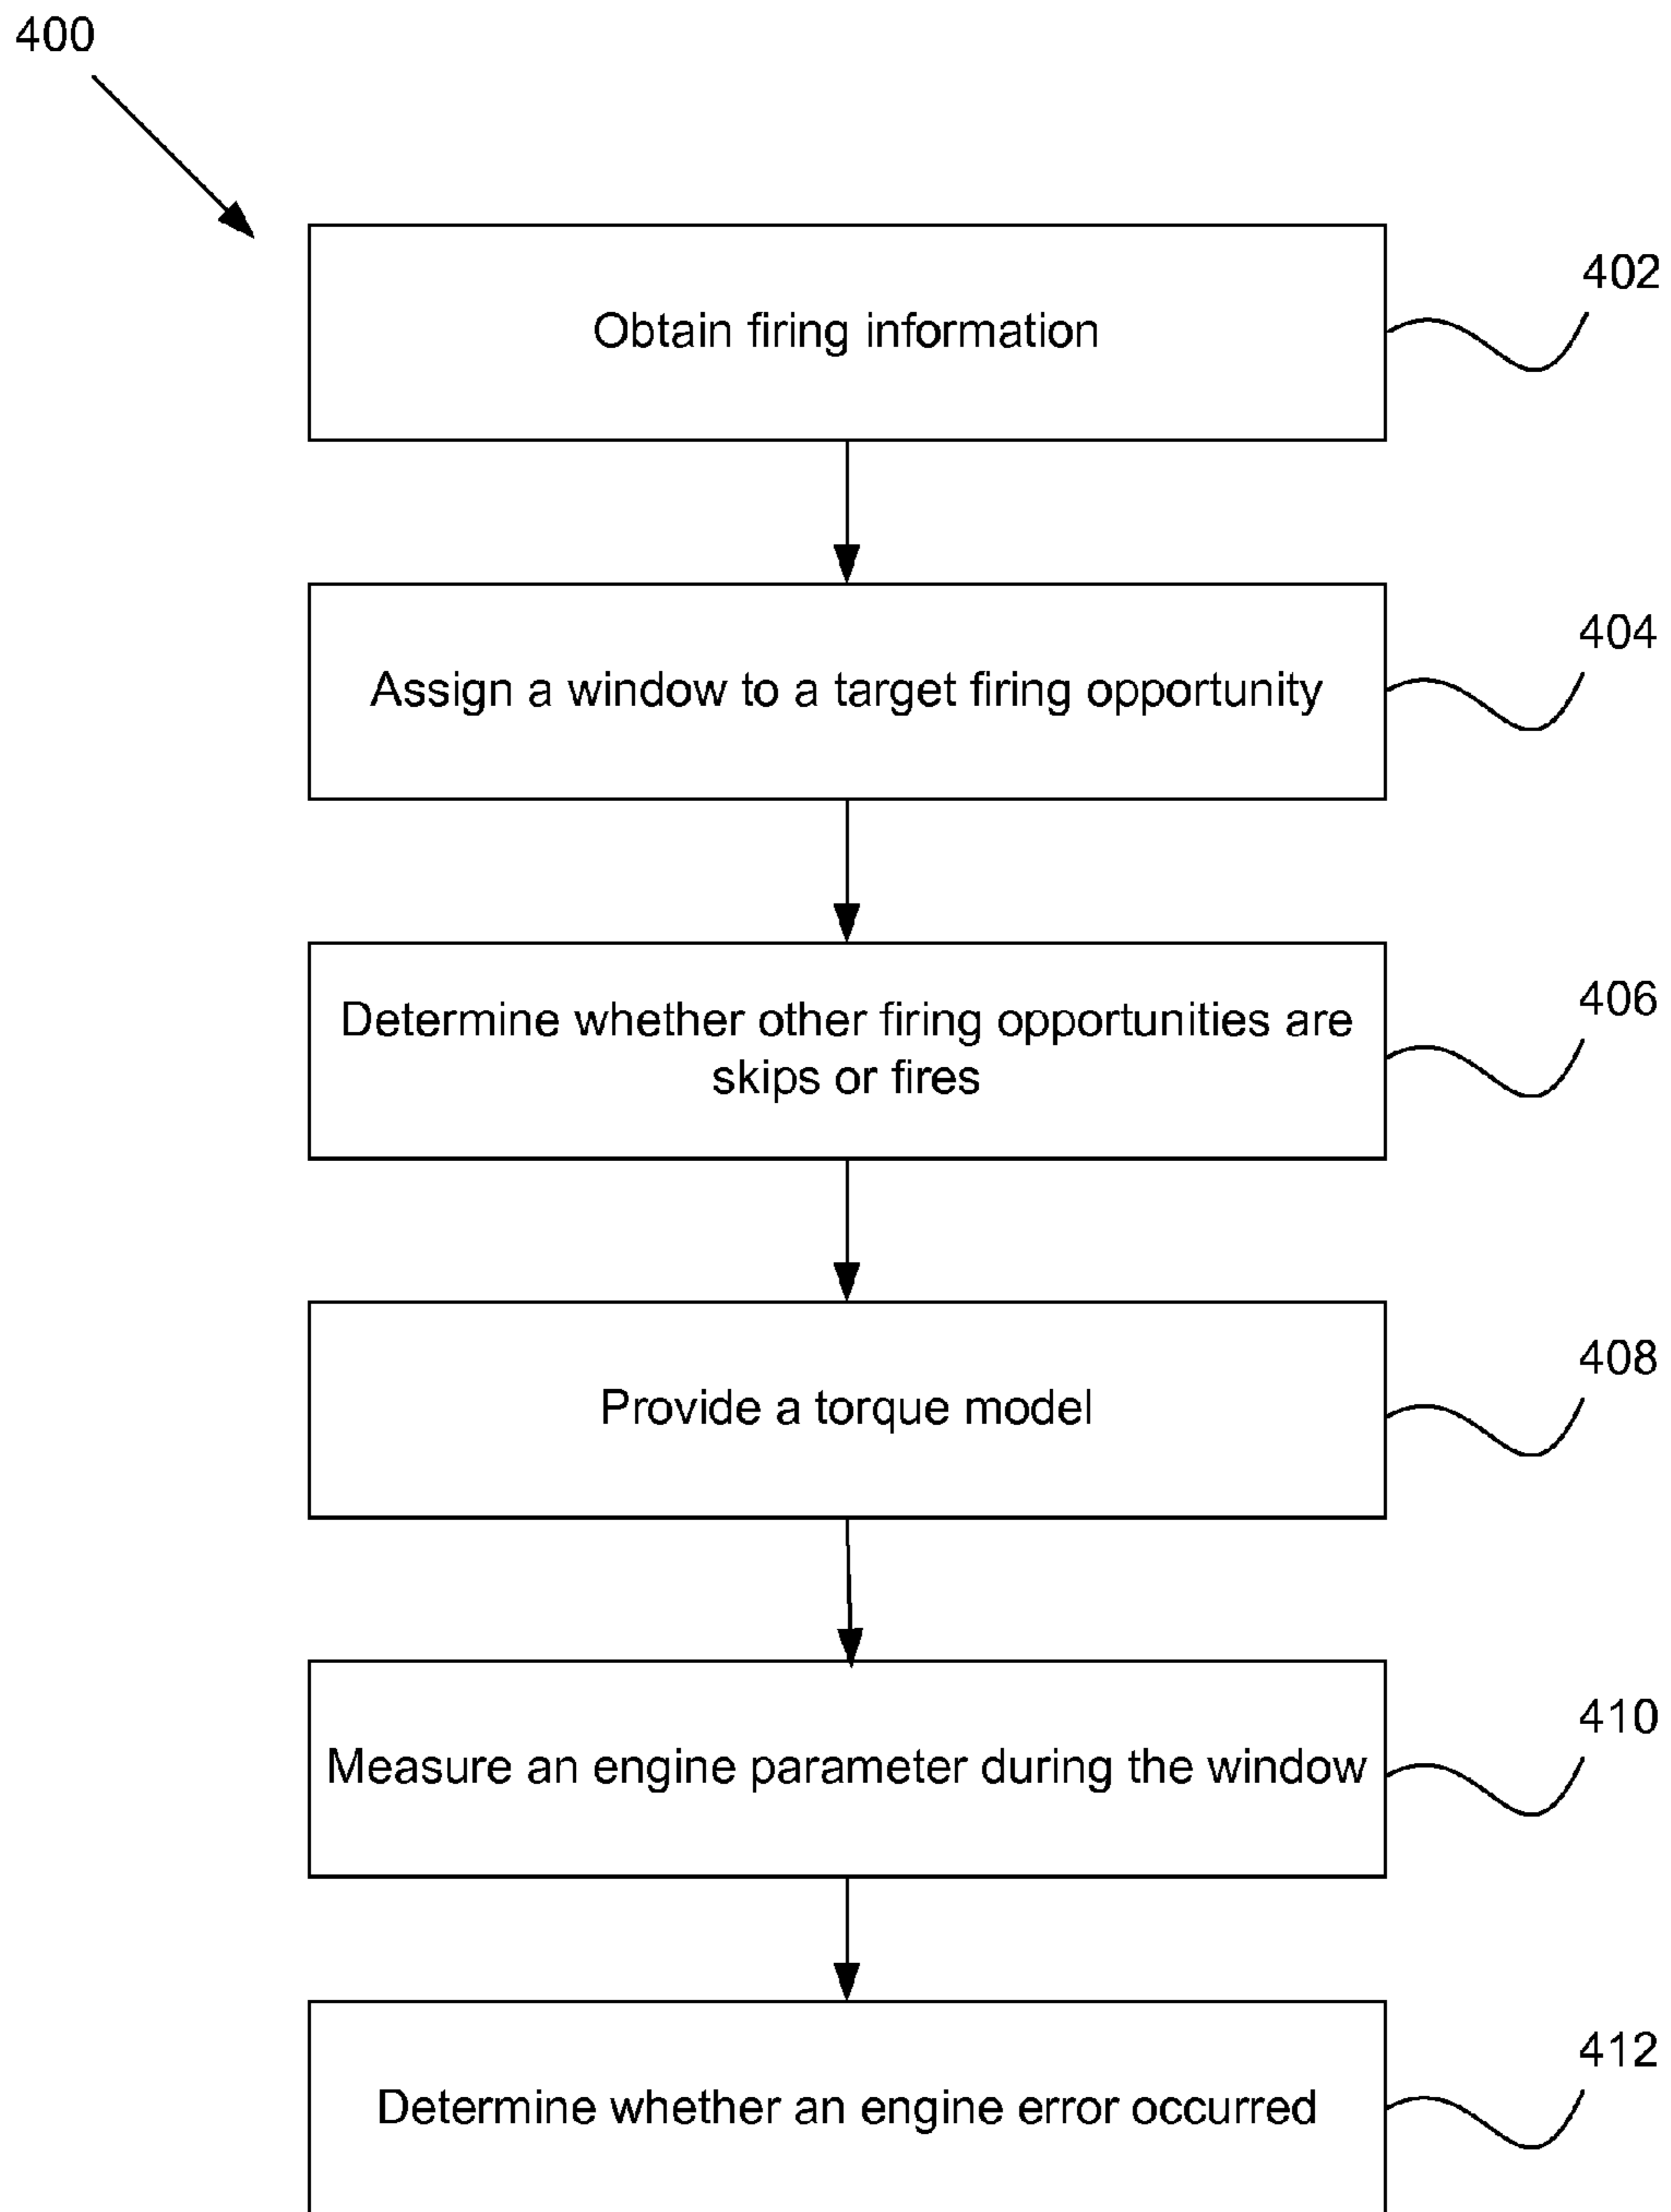 400
402
Obtain firing information
404
Assign a window to a target firing opportunity
406
Determine whether other firing opportunities are
skips or fires
408
Provide a torque model
410
Measure an engine parameter during the window
412
Determine whether an engine error occurred